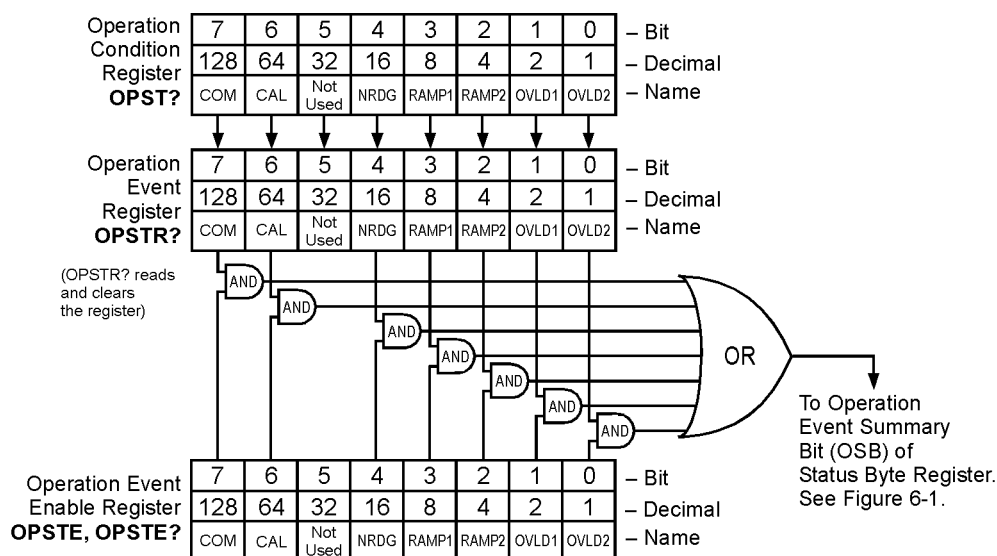 Operation
Condition
Register
OPST?
7 6 5 4 3 2 1 0 – Bit
128 64 32 16 8 4 2 1 – Decimal
COM CAL Not Used NRDG RAMP1 RAMP2 OVLD1 OVLD2 – Name
Operation
Event
Register
OPSTR?
7 6 5 4 3 2 1 0 – Bit
128 64 32 16 8 4 2 1 – Decimal
COM CAL Not Used NRDG RAMP1 RAMP2 OVLD1 OVLD2 – Name
(OPSTR? reads
and clears
the register)
AND
AND
AND
AND
AND
AND
AND
OR
To Operation
Event Summary
Bit (OSB) of
Status Byte Register.
See Figure 6-1.
Operation Event
Enable Register
OPSTE, OPSTE?
7 6 5 4 3 2 1 0 – Bit
128 64 32 16 8 4 2 1 – Decimal
COM CAL Not Used NRDG RAMP1 RAMP2 OVLD1 OVLD2 – Name